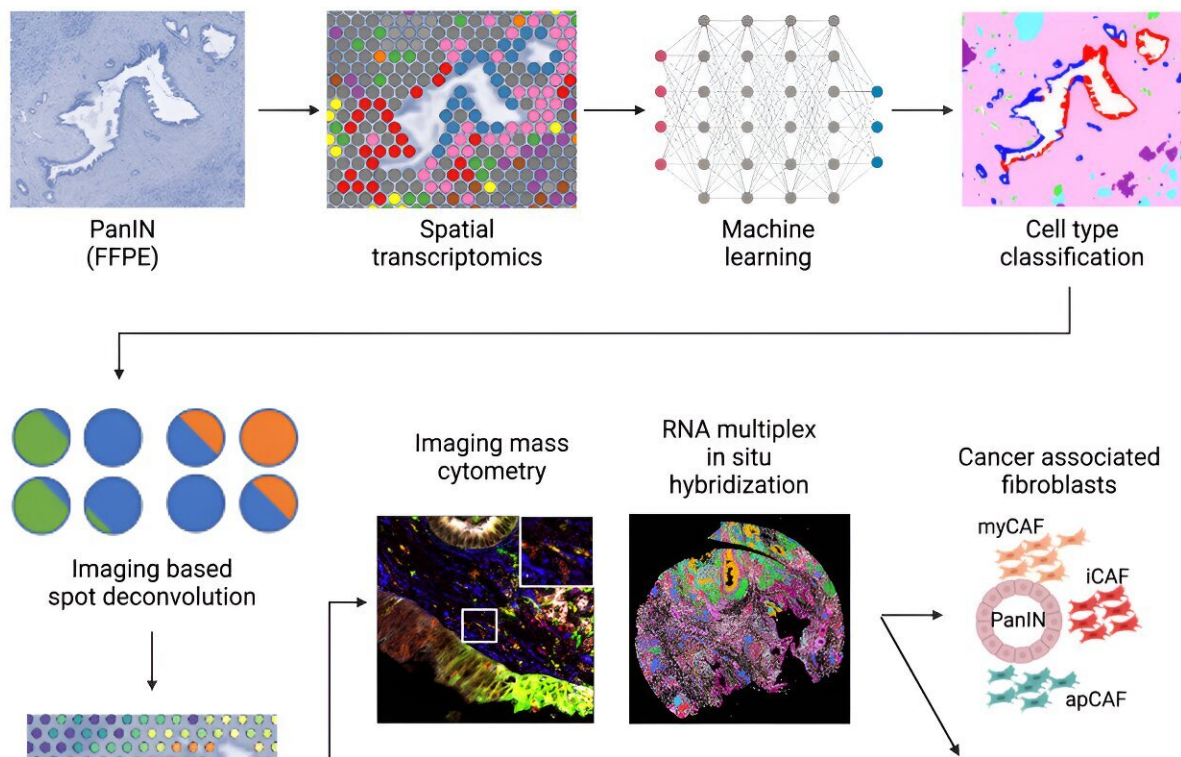 PanIN
(FFPE)
Spatial
transcriptomics
Machine
learning
Cell type
classification
Imaging based
spot deconvolution
Imaging mass
cytometry
RNA multiplex
in situ
hybridization
Cancer associated
fibroblasts
myCAF
iCAF
PanIN
apCAF